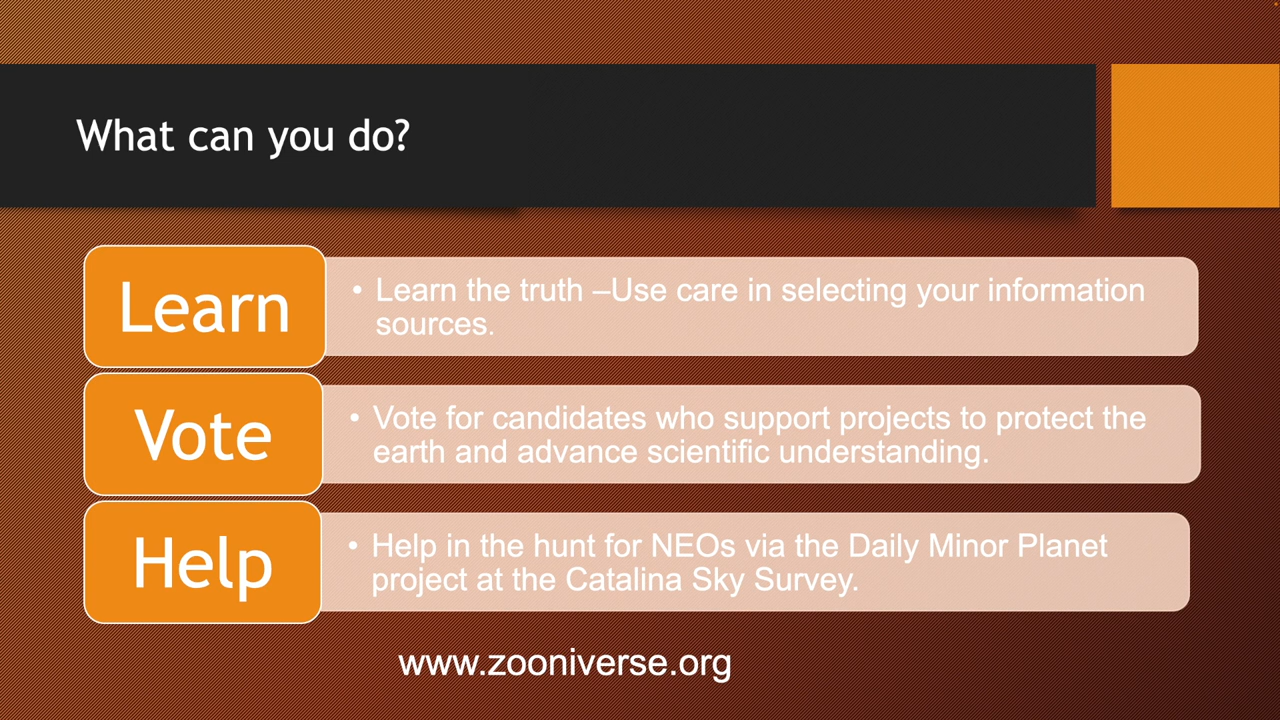 What can you do?
Learn
• Learn the truth –Use care in selecting your information
sources.
Vote
• Vote for candidates who support projects to protect the
earth and advance scientific understanding.
Help
• Help in the hunt for NEOs via the Daily Minor Planet
project at the Catalina Sky Survey.
www.zooniverse.org